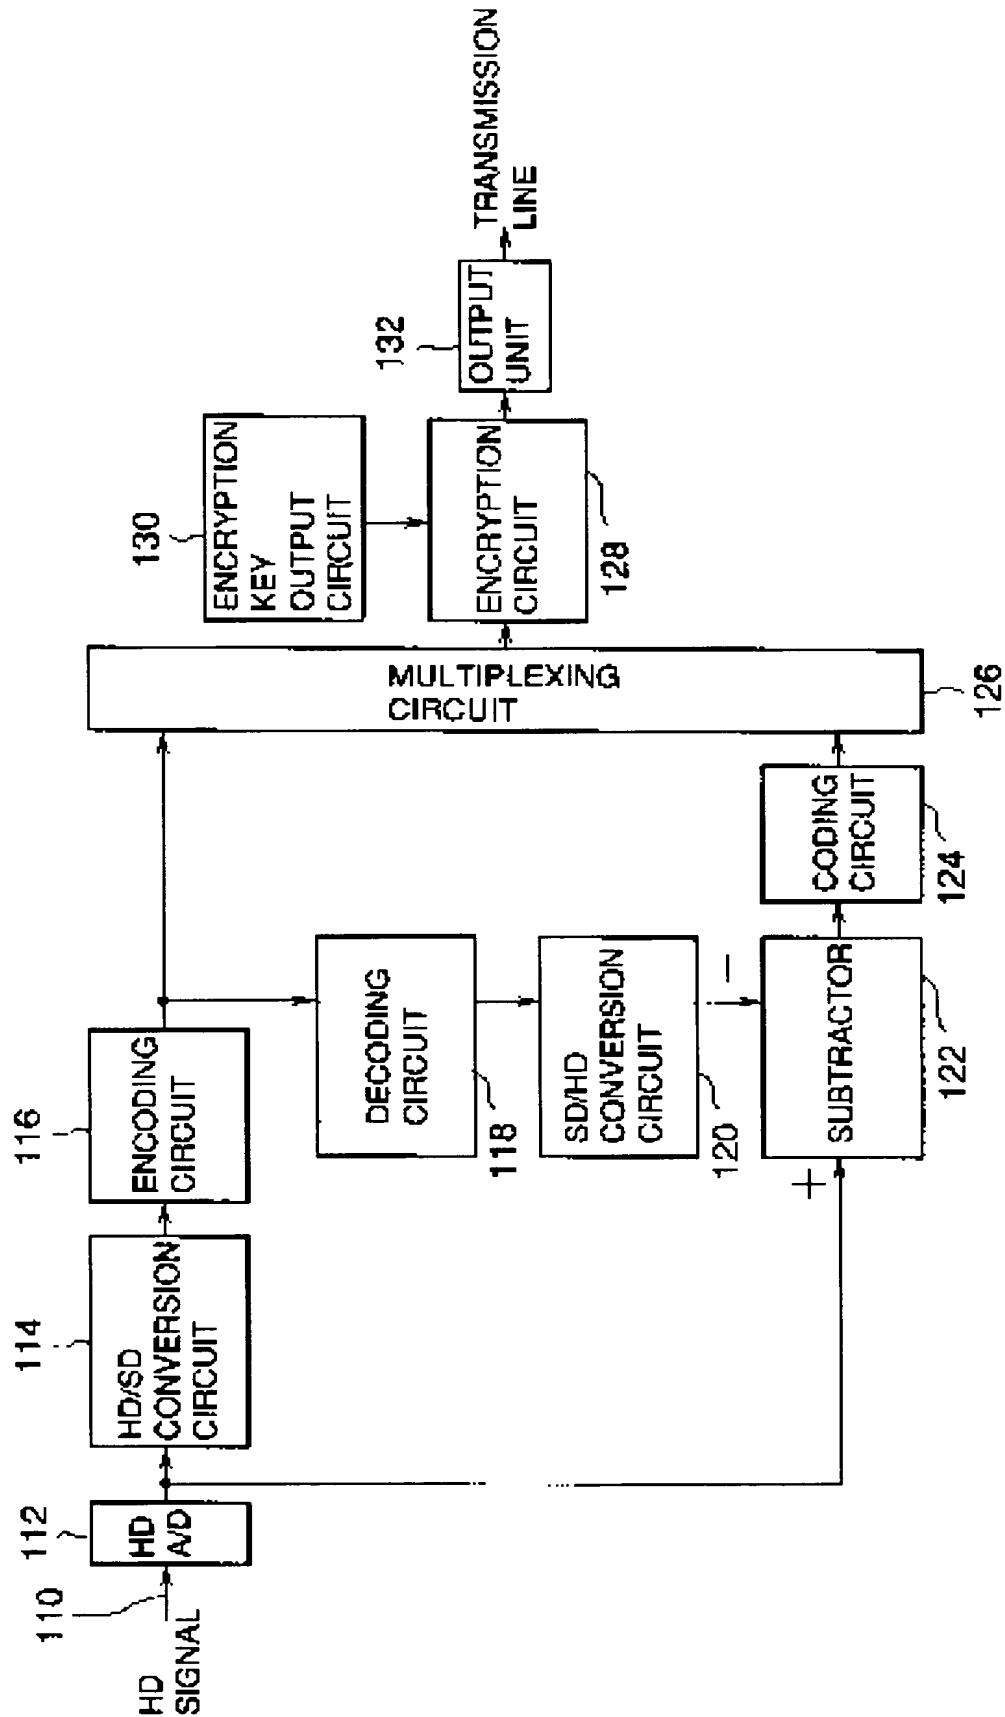 HD
SIGNAL
110
112
HD
A/D
114
HD/SD
CONVERSION
CIRCUIT
116
ENCODING
CIRCUIT
DECODING
CIRCUIT
118
SD/HD
CONVERSION
CIRCUIT
120
+
−
SUBTRACTOR
122
CODING
CIRCUIT
124
MULTIPLEXING
CIRCUIT
126
130
ENCRYPTION
KEY
OUTPUT
CIRCUIT
ENCRYPTION
CIRCUIT
128
132
OUTPUT
UNIT
TRANSMISSION
LINE